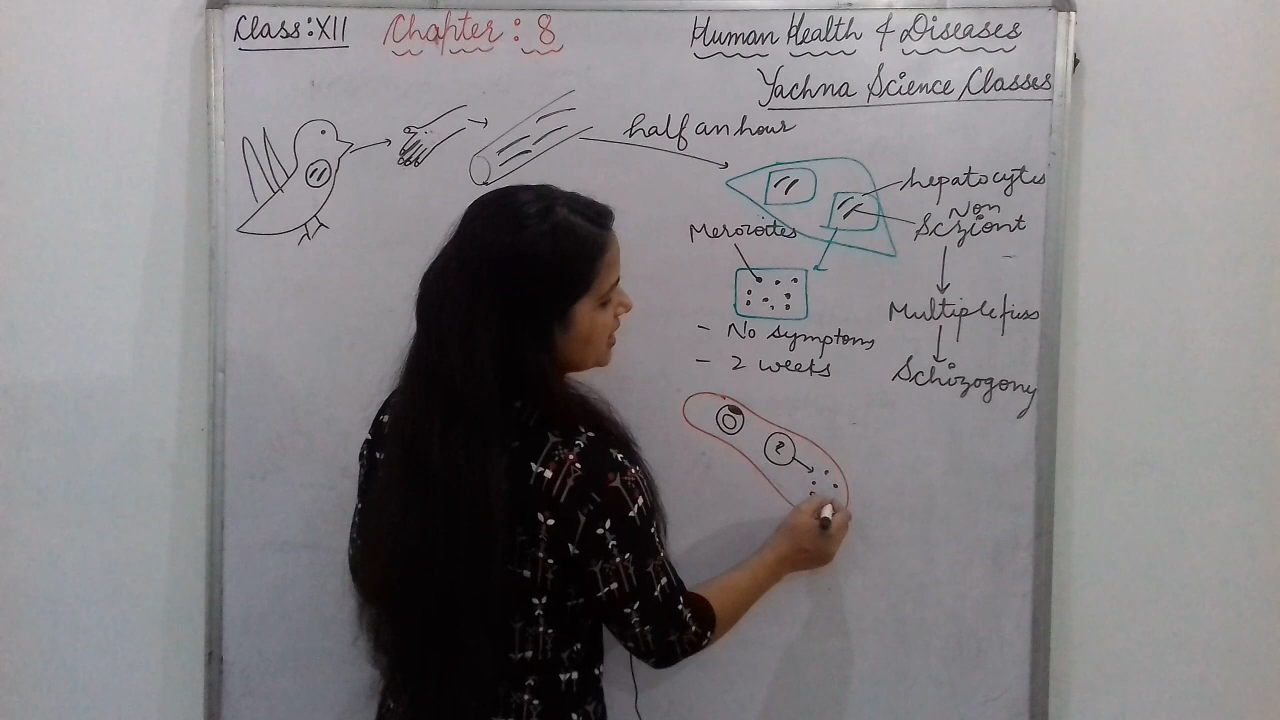 Class:XII Chapter: 8 Human Health & Diseases
Yachna Science Classes
half an hour
hepatocytes
Non
Scziont
Merozoites
Multiple fiss
- No symptoms
- 2 weeks
Schizogony